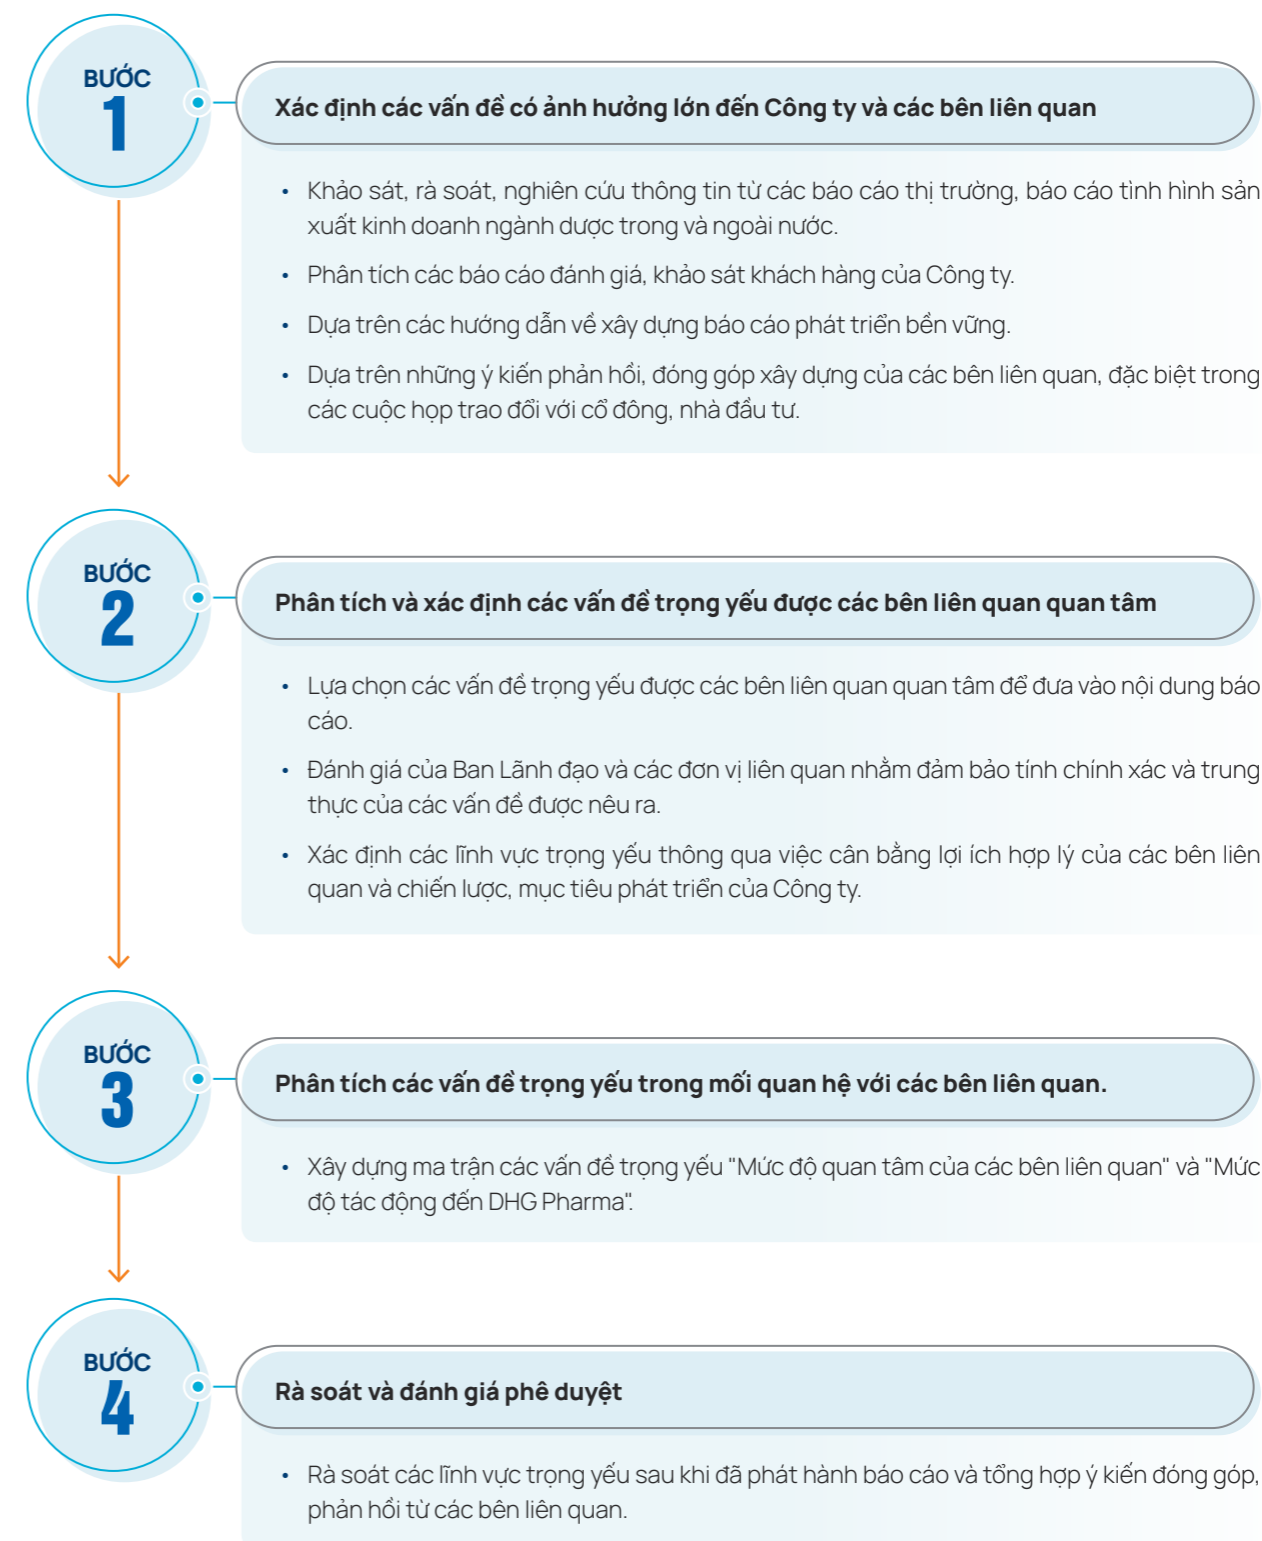 BƯỚC
1
Xác định các vấn đề có ảnh hưởng lớn đến Công ty và các bên liên quan
• Khảo sát, rà soát, nghiên cứu thông tin từ các báo cáo thị trường, báo cáo tình hình sản
xuất kinh doanh ngành dược trong và ngoài nước.
• Phân tích các báo cáo đánh giá, khảo sát khách hàng của Công ty.
• Dựa trên các hướng dẫn về xây dựng báo cáo phát triển bền vững.
• Dựa trên những ý kiến phản hồi, đóng góp xây dựng của các bên liên quan, đặc biệt trong
các cuộc họp trao đổi với cổ đông, nhà đầu tư.
BƯỚC
2
Phân tích và xác định các vấn đề trọng yếu được các bên liên quan quan tâm
• Lựa chọn các vấn đề trọng yếu được các bên liên quan quan tâm để đưa vào nội dung báo
cáo.
• Đánh giá của Ban Lãnh đạo và các đơn vị liên quan nhằm đảm bảo tính chính xác và trung
thực của các vấn đề được nêu ra.
• Xác định các lĩnh vực trọng yếu thông qua việc cân bằng lợi ích hợp lý của các bên liên
quan và chiến lược, mục tiêu phát triển của Công ty.
BƯỚC
3
Phân tích các vấn đề trọng yếu trong mối quan hệ với các bên liên quan.
• Xây dựng ma trận các vấn đề trọng yếu "Mức độ quan tâm của các bên liên quan" và "Mức
độ tác động đến DHG Pharma".
BƯỚC
4
Rà soát và đánh giá phê duyệt
• Rà soát các lĩnh vực trọng yếu sau khi đã phát hành báo cáo và tổng hợp ý kiến đóng góp,
phản hồi từ các bên liên quan.